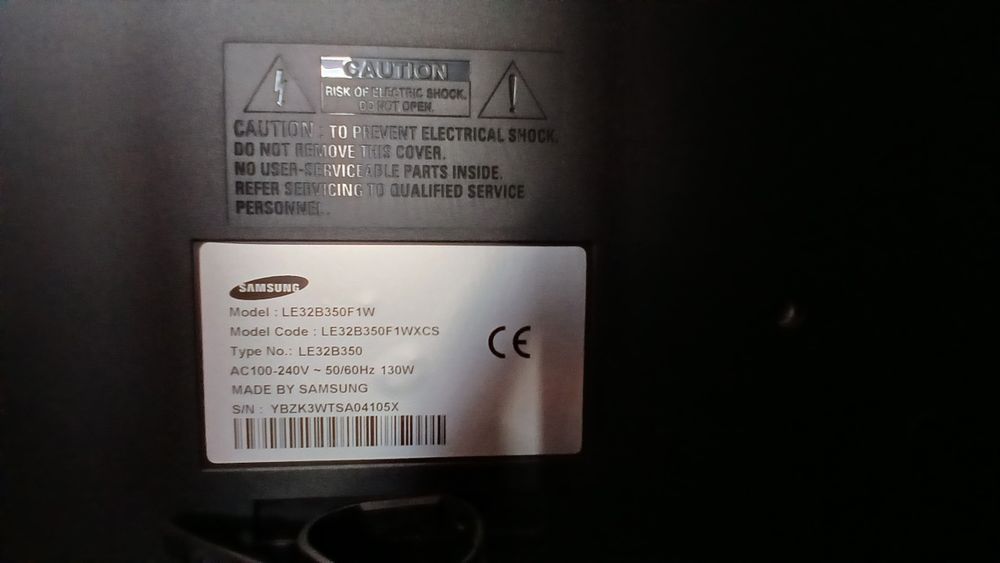 CAUTION
RISK OF ELECTRIC SHOCK.
DO NOT OPEN.
CAUTION : TO PREVENT ELECTRICAL SHOCK,
DO NOT REMOVE THIS COVER.
NO USER-SERVICEABLE PARTS INSIDE.
REFER SERVICING TO QUALIFIED SERVICE
PERSONNEL.
SAMSUNG
Model : LE32B350F1W
Model Code : LE32B350F1WXCS
Type No.: LE32B350
AC100-240V ~ 50/60Hz 130W
MADE BY SAMSUNG
S/N : YBZK3WTSA04105X
CE